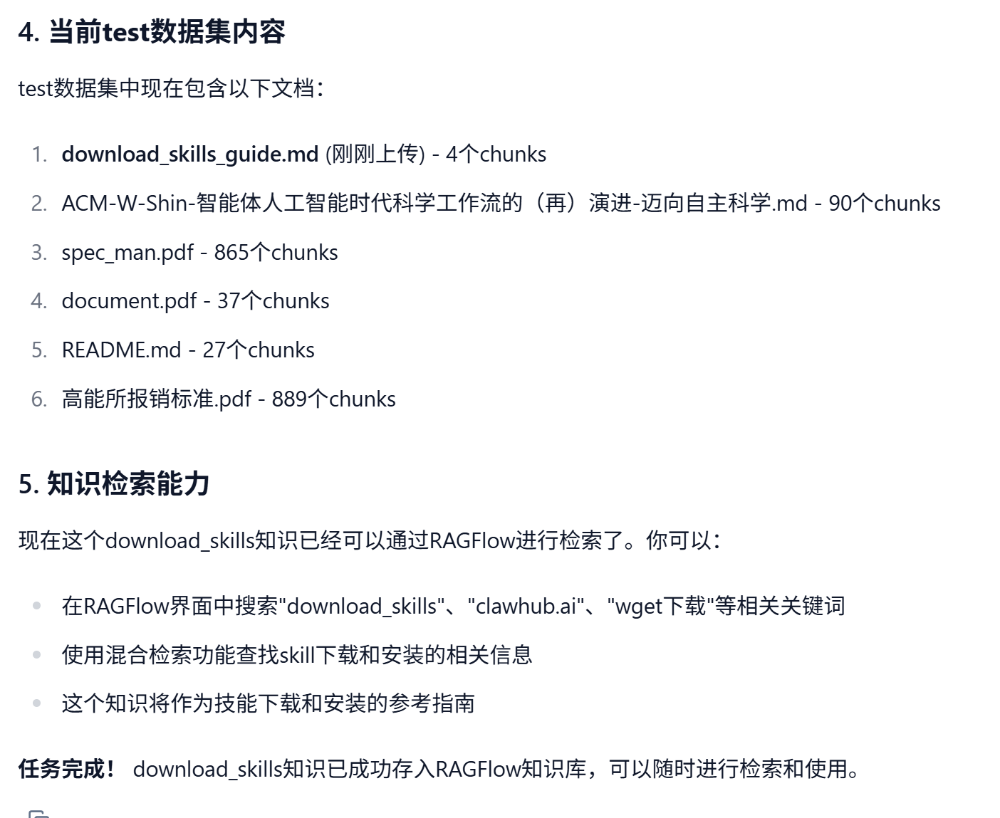 4. 当前test数据集内容
test数据集中现在包含以下文档：
1. download_skills_guide.md (刚刚上传) - 4个chunks
2. ACM-W-Shin-智能体人工智能时代科学工作流的（再）演进-迈向自主科学.md - 90个chunks
3. spec_man.pdf - 865个chunks
4. document.pdf - 37个chunks
5. README.md - 27个chunks
6. 高能所报销标准.pdf - 889个chunks
5. 知识检索能力
现在这个download_skills知识已经可以通过RAGFlow进行检索了。你可以：
在RAGFlow界面中搜索"download_skills"、"clawhub.ai"、"wget下载"等相关关键词
使用混合检索功能查找skill下载和安装的相关信息
这个知识将作为技能下载和安装的参考指南
任务完成！ download_skills知识已成功存入RAGFlow知识库，可以随时进行检索和使用。